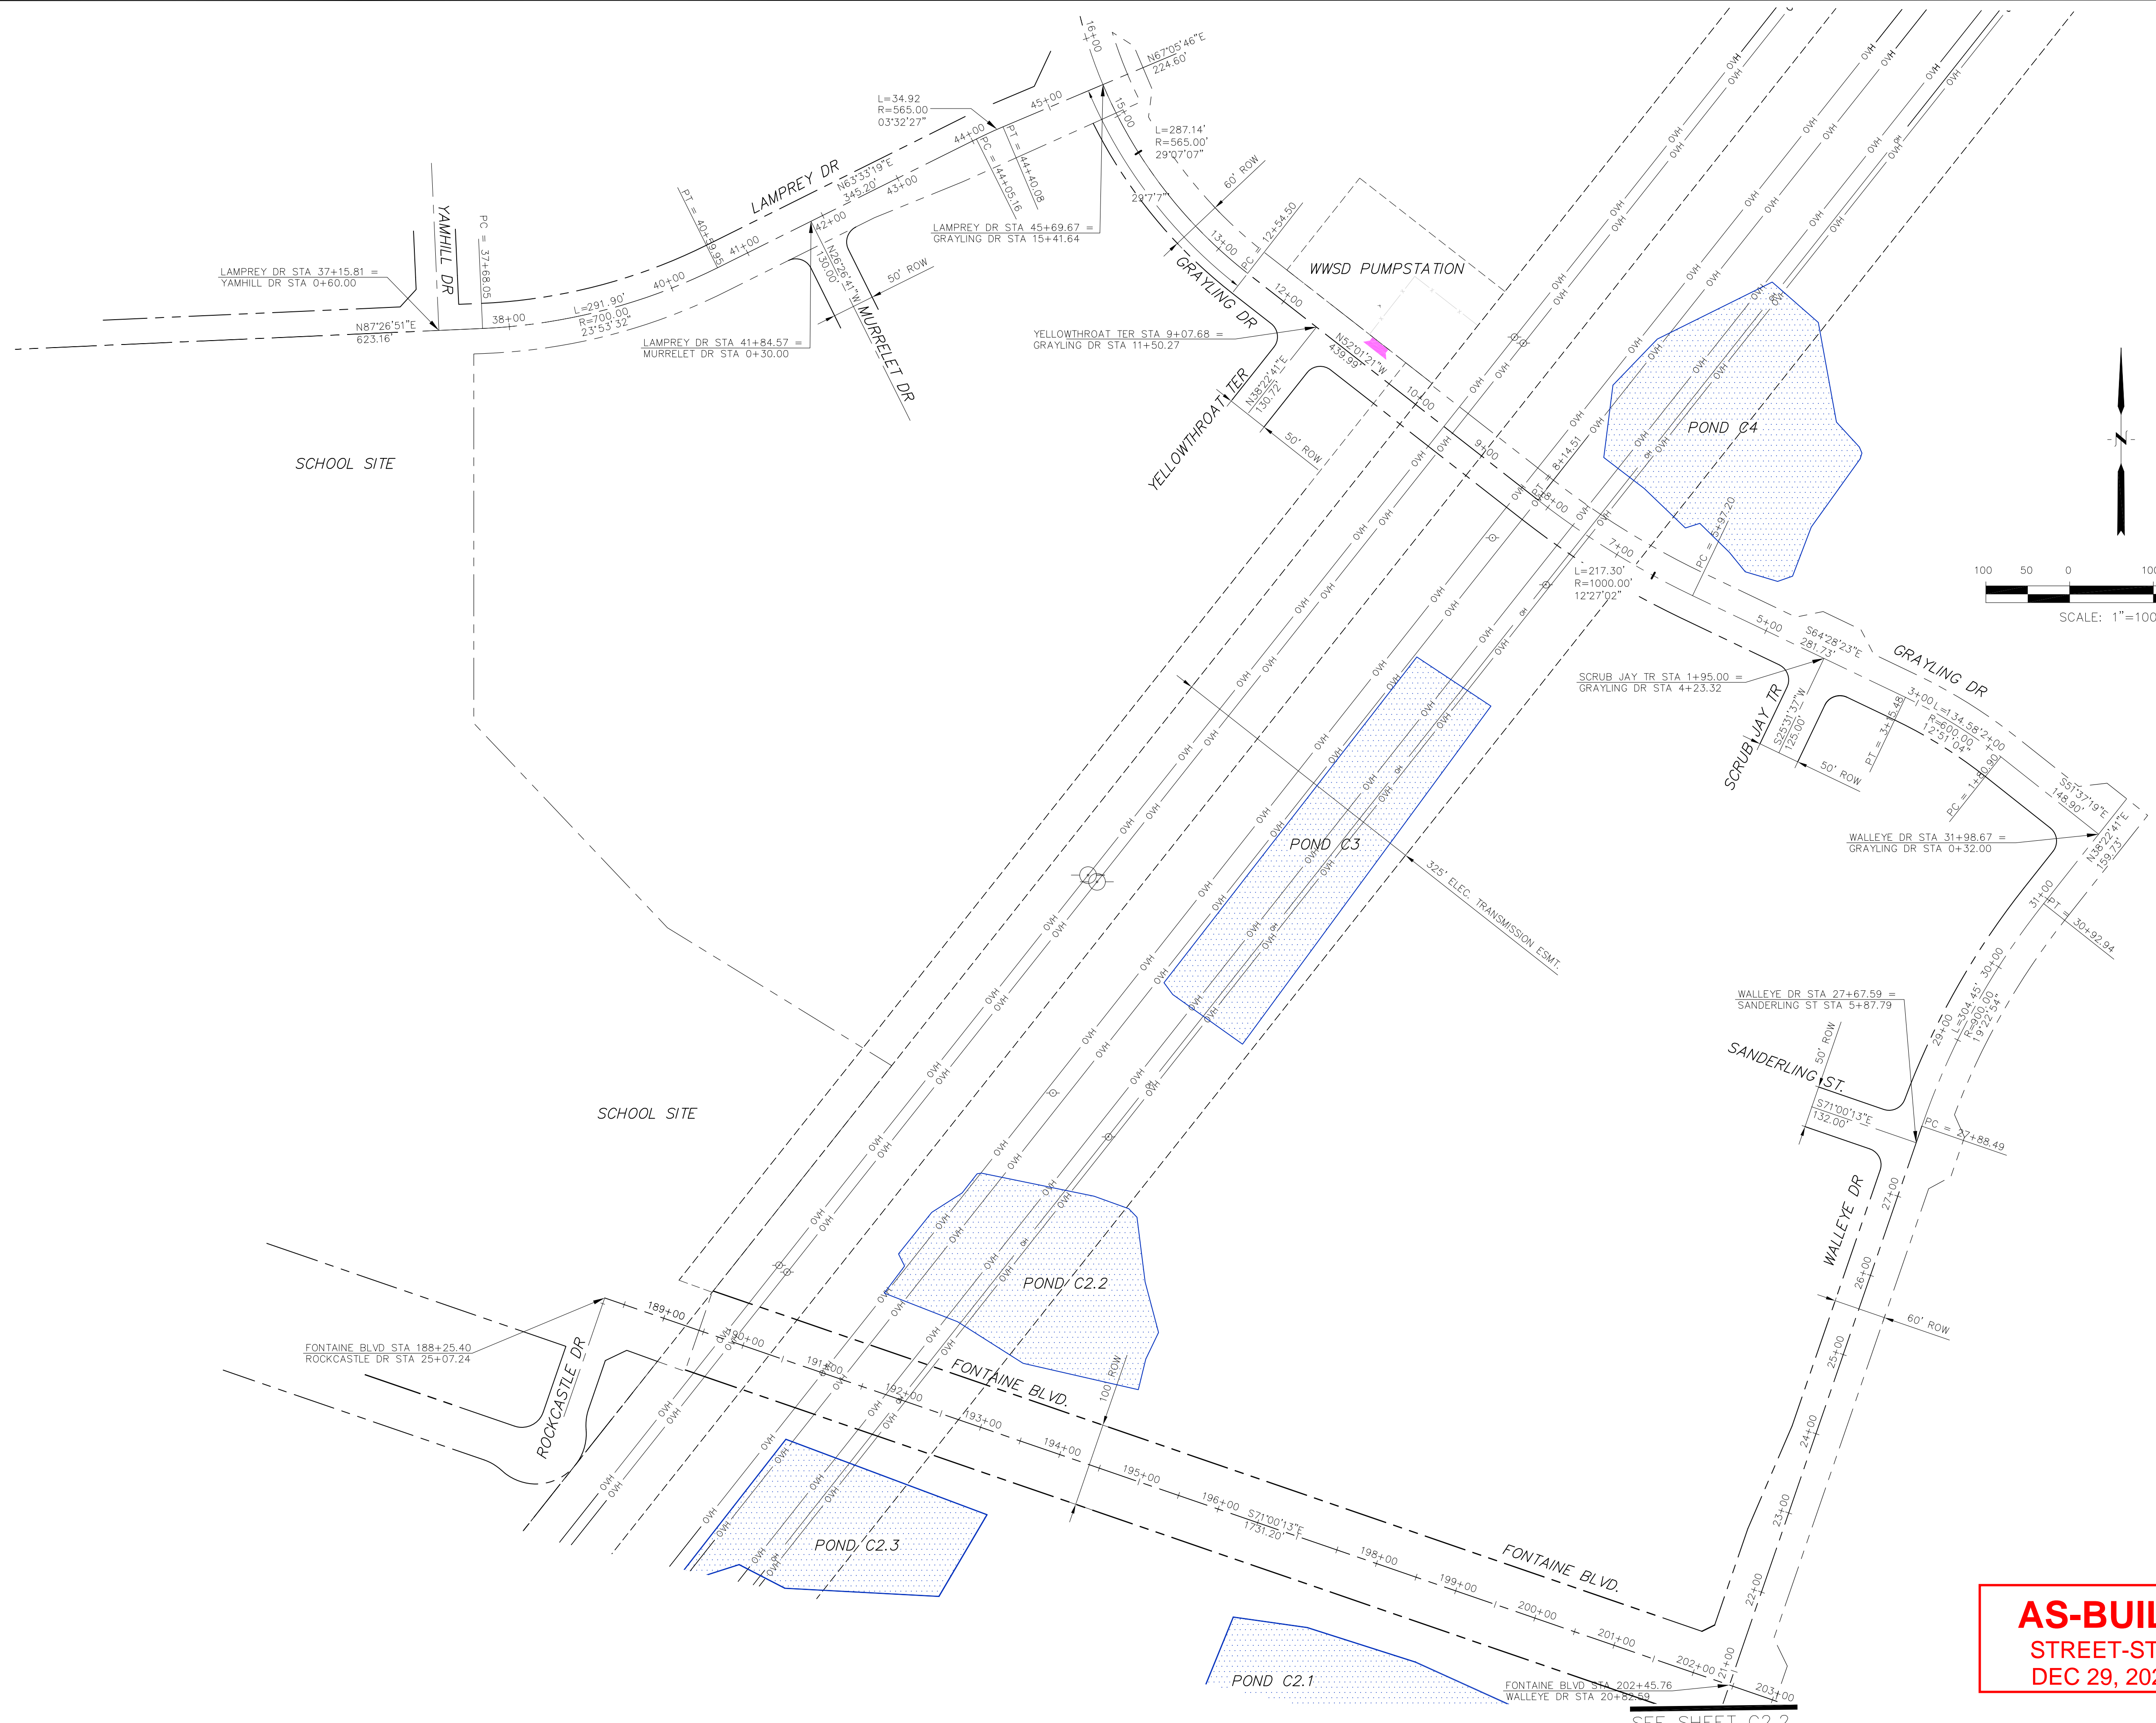 16+00
N67°05'46"E
224.60'
L=34.92
R=565.00
03°32'27"
45+00
15+00
44+00
PC = 44+05.16
PT = 44+40.08
L=287.14'
R=565.00'
29°07'07"
29°7'7"
60' ROW
LAMPREY DR
N63°33'19"E
345.20'
43+00
42+00
41+00
PT = 40+59.95
40+00
YAMHILL DR
PC = 37+68.05
38+00
L=291.90'
R=700.00
23°53'32"
LAMPREY DR STA 37+15.81 =
YAMHILL DR STA 0+60.00
N87°26'51"E
623.16'
LAMPREY DR STA 45+69.67 =
GRAYLING DR STA 15+41.64
N26°26'41"W
130.00'
50' ROW
MURRELET DR
LAMPREY DR STA 41+84.57 =
MURRELET DR STA 0+30.00
13+00
PC = 12+54.50
GRAYLING DR
12+00
WWSD PUMPSTATION
YELLOWTHROAT TER STA 9+07.68 =
GRAYLING DR STA 11+50.27
N52°01'21"W
439.99'
N38°22'41"E
130.72'
YELLOWTHROAT TER
50' ROW
10+00
9+00
PT = 8+14.51
8+00
7+00
POND C4
PC = 5+97.20
L=217.30'
R=1000.00'
12°27'02"
SCHOOL SITE
N
100 50 0
SCALE: 1"=100
5+00
S64°28'23"E
281.73'
GRAYLING DR
SCRUB JAY TR STA 1+95.00 =
GRAYLING DR STA 4+23.32
SCRUB JAY TR
S25°31'37"W
125.00'
50' ROW
3+00
PT = 3+15.48
L=134.58'
R=600.00
12°51'04"
2+00
PC = 1+80.90
S51°37'19"E
148.90'
N38°22'41"E
159.73'
WALLEYE DR STA 31+98.67 =
GRAYLING DR STA 0+32.00
31+00
PT = 30+92.94
30+00
POND C3
325' ELEC. TRANSMISSION ESMT.
L=304.45'
R=900.00
19°22'54"
29+00
WALLEYE DR STA 27+67.59 =
SANDERLING ST STA 5+87.79
50' ROW
SANDERLING ST.
S71°00'13"E
132.00'
PC = 27+88.49
SCHOOL SITE
27+00
WALLEYE DR
26+00
60' ROW
25+00
24+00
23+00
22+00
21+00
POND C2.2
189+00
190+00
191+00
192+00
193+00
194+00
195+00
196+00
S71°00'13"E
1731.20'
198+00
199+00
200+00
201+00
202+00
203+00
FONTAINE BLVD STA 188+25.40
ROCKCASTLE DR STA 25+07.24
ROCKCASTLE DR
FONTAINE BLVD.
100' ROW
POND C2.3
FONTAINE BLVD.
POND C2.1
FONTAINE BLVD STA 202+45.76
WALLEYE DR STA 20+82.59
AS-BUIL
STREET-ST
DEC 29, 202
SEE SHEET C2.2